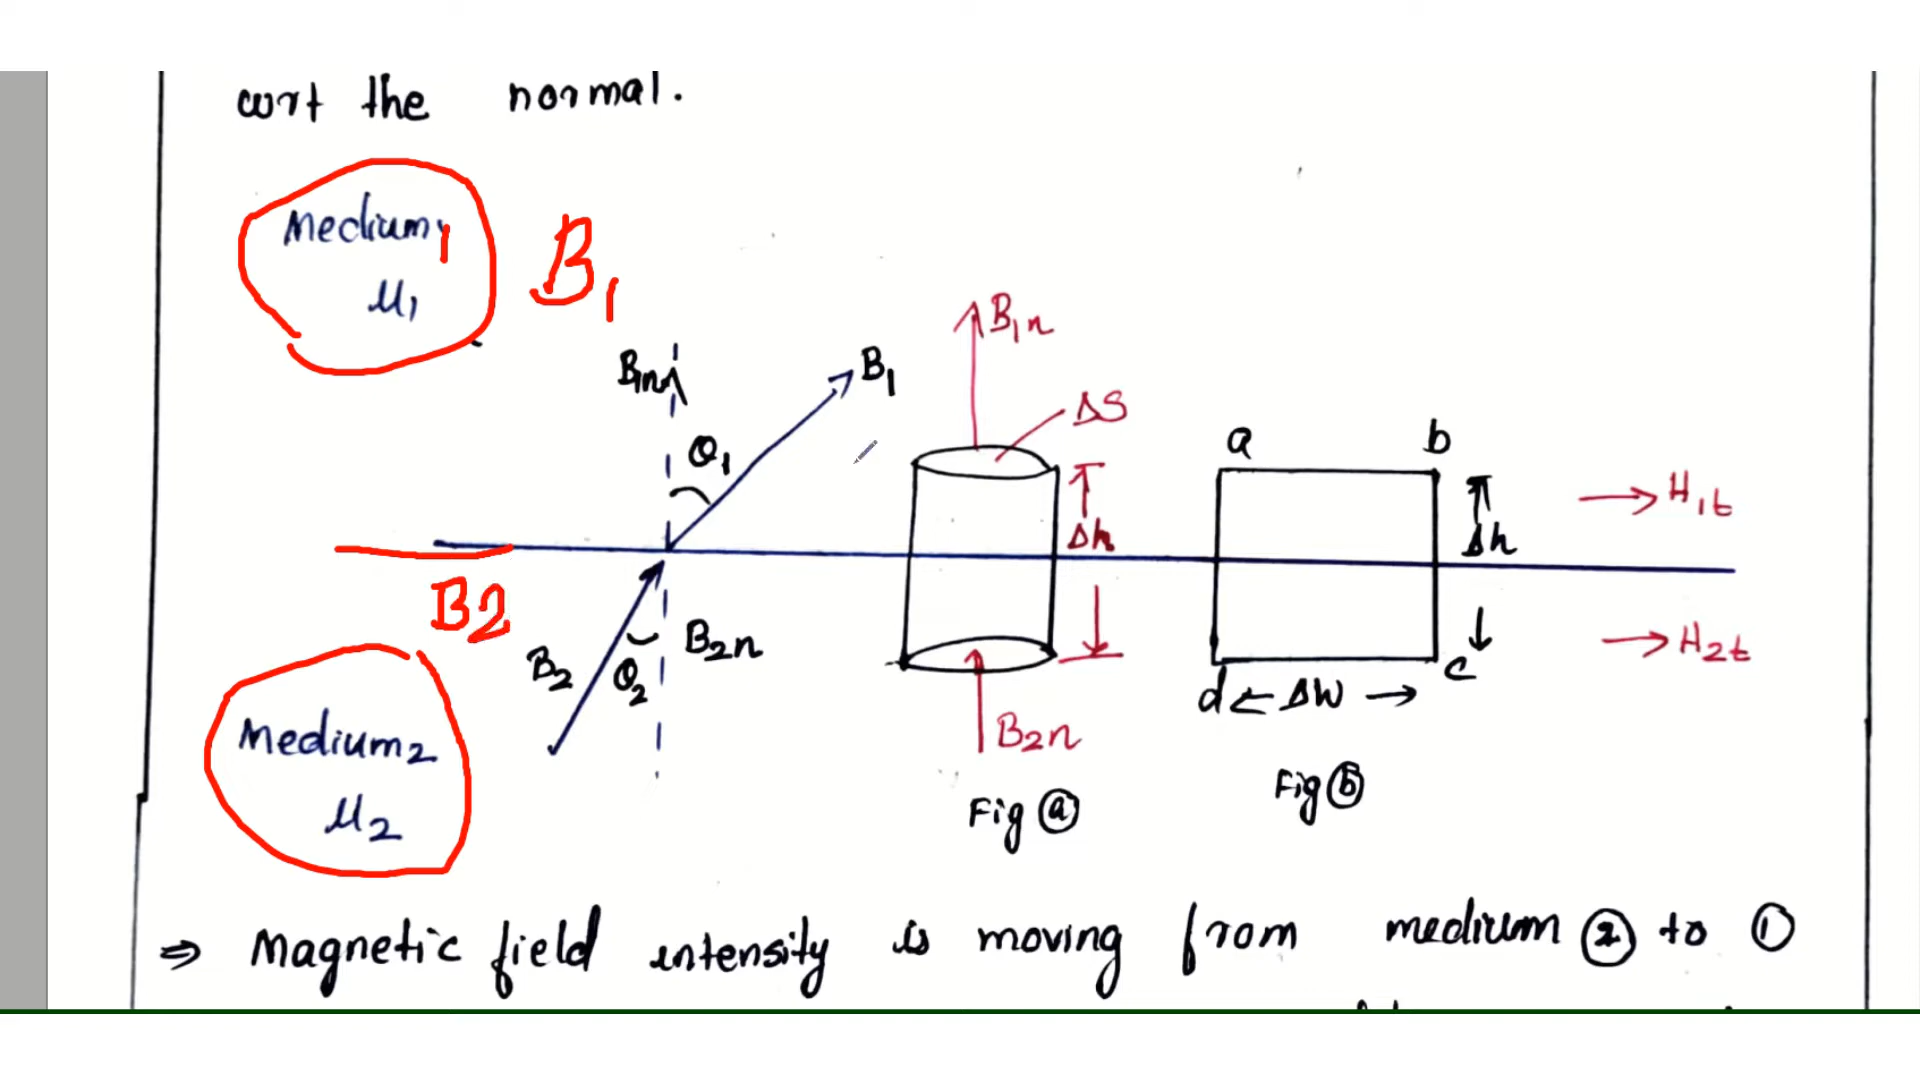 wrt the normal.
Medium1
μ1
B1
B1n
B1
θ1
B1n
ΔS
Δh
a b
Δh
H1t
B2
B2
θ2
B2n
B2n
d ← ΔW → c
H2t
Medium2
μ2
Fig ⓐ
Fig ⓑ
⇒ Magnetic field intensity is moving from medium ② to ①